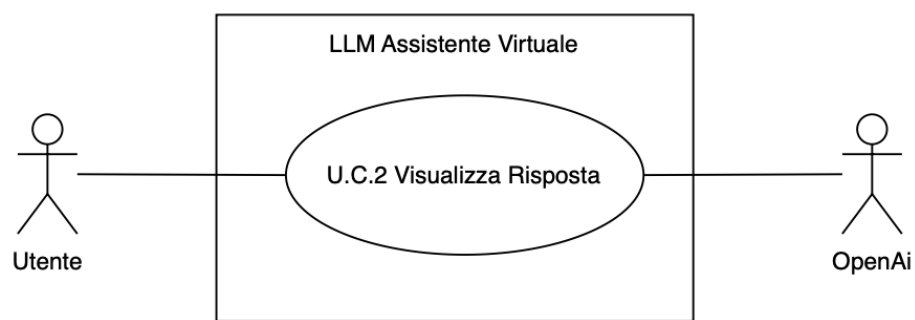 LLM Assistente Virtuale
U.C.2 Visualizza Risposta
Utente
OpenAi